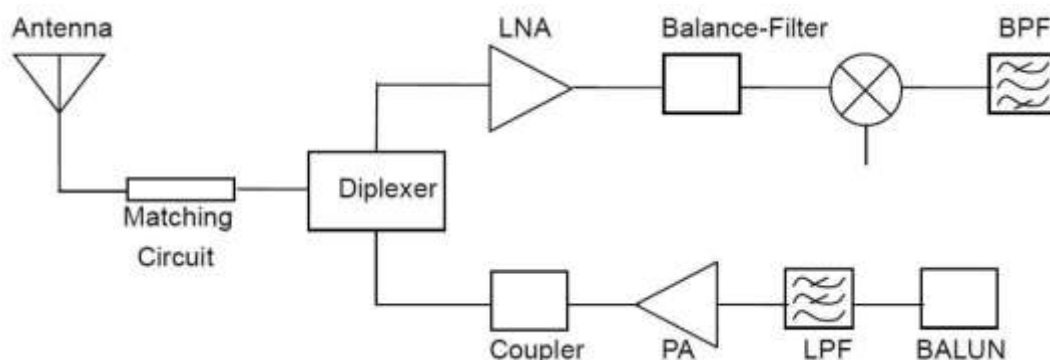 Antenna
LNA
Balance-Filter
BPF
Diplexer
Matching
Circuit
Coupler
PA
LPF
BALUN